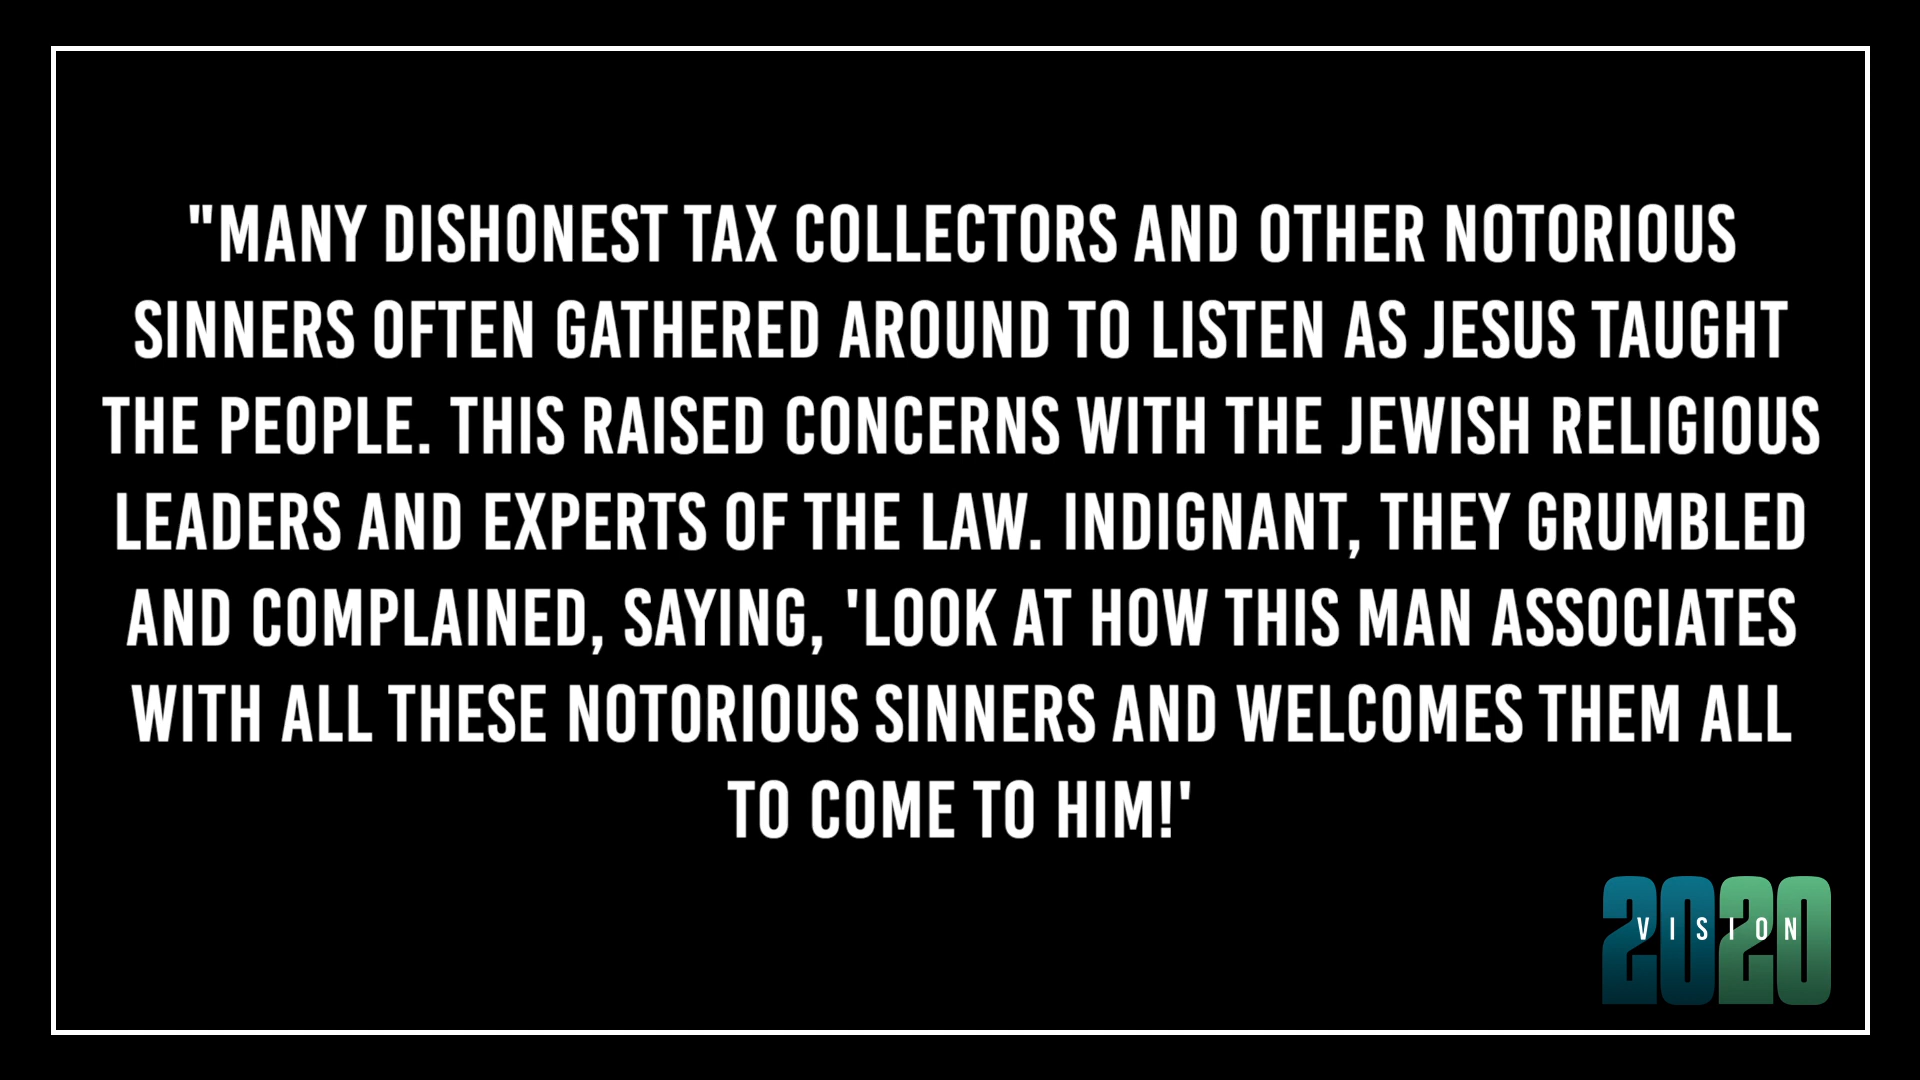 "MANY DISHONEST TAX COLLECTORS AND OTHER NOTORIOUS
SINNERS OFTEN GATHERED AROUND TO LISTEN AS JESUS TAUGHT
THE PEOPLE. THIS RAISED CONCERNS WITH THE JEWISH RELIGIOUS
LEADERS AND EXPERTS OF THE LAW. INDIGNANT, THEY GRUMBLED
AND COMPLAINED, SAYING, 'LOOK AT HOW THIS MAN ASSOCIATES
WITH ALL THESE NOTORIOUS SINNERS AND WELCOMES THEM ALL
TO COME TO HIM!'
2020
VISION